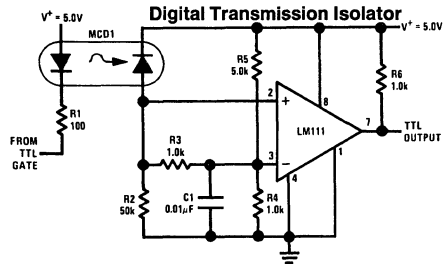 Digital Transmission Isolator
V+ = 5.0V
MCD1
V+ = 5.0V
R5
5.0k
R6
1.0k
R1
100
2
+
8
LM111
7
TTL
OUTPUT
FROM
TTL
GATE
R3
1.0k
3
−
1
4
R2
50k
C1
0.01μF
R4
1.0k